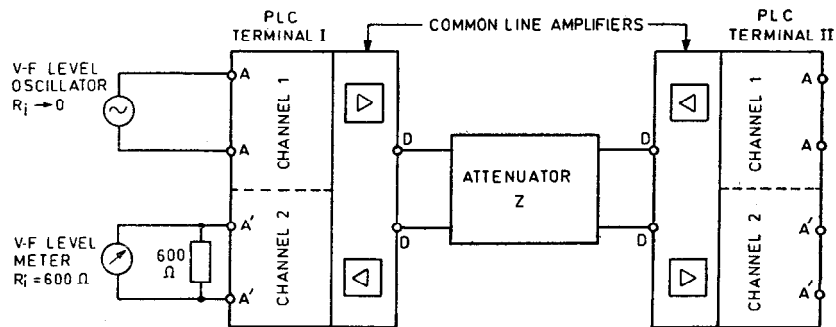 PLC
TERMINAL I
COMMON LINE AMPLIFIERS
PLC
TERMINAL II
V-F LEVEL
OSCILLATOR
Ri → 0
A
A
CHANNEL 1
D
D
ATTENUATOR
Z
D
D
CHANNEL 1
A
A
V-F LEVEL
METER
Ri = 600 Ω
600
Ω
A'
A'
CHANNEL 2
CHANNEL 2
A'
A'